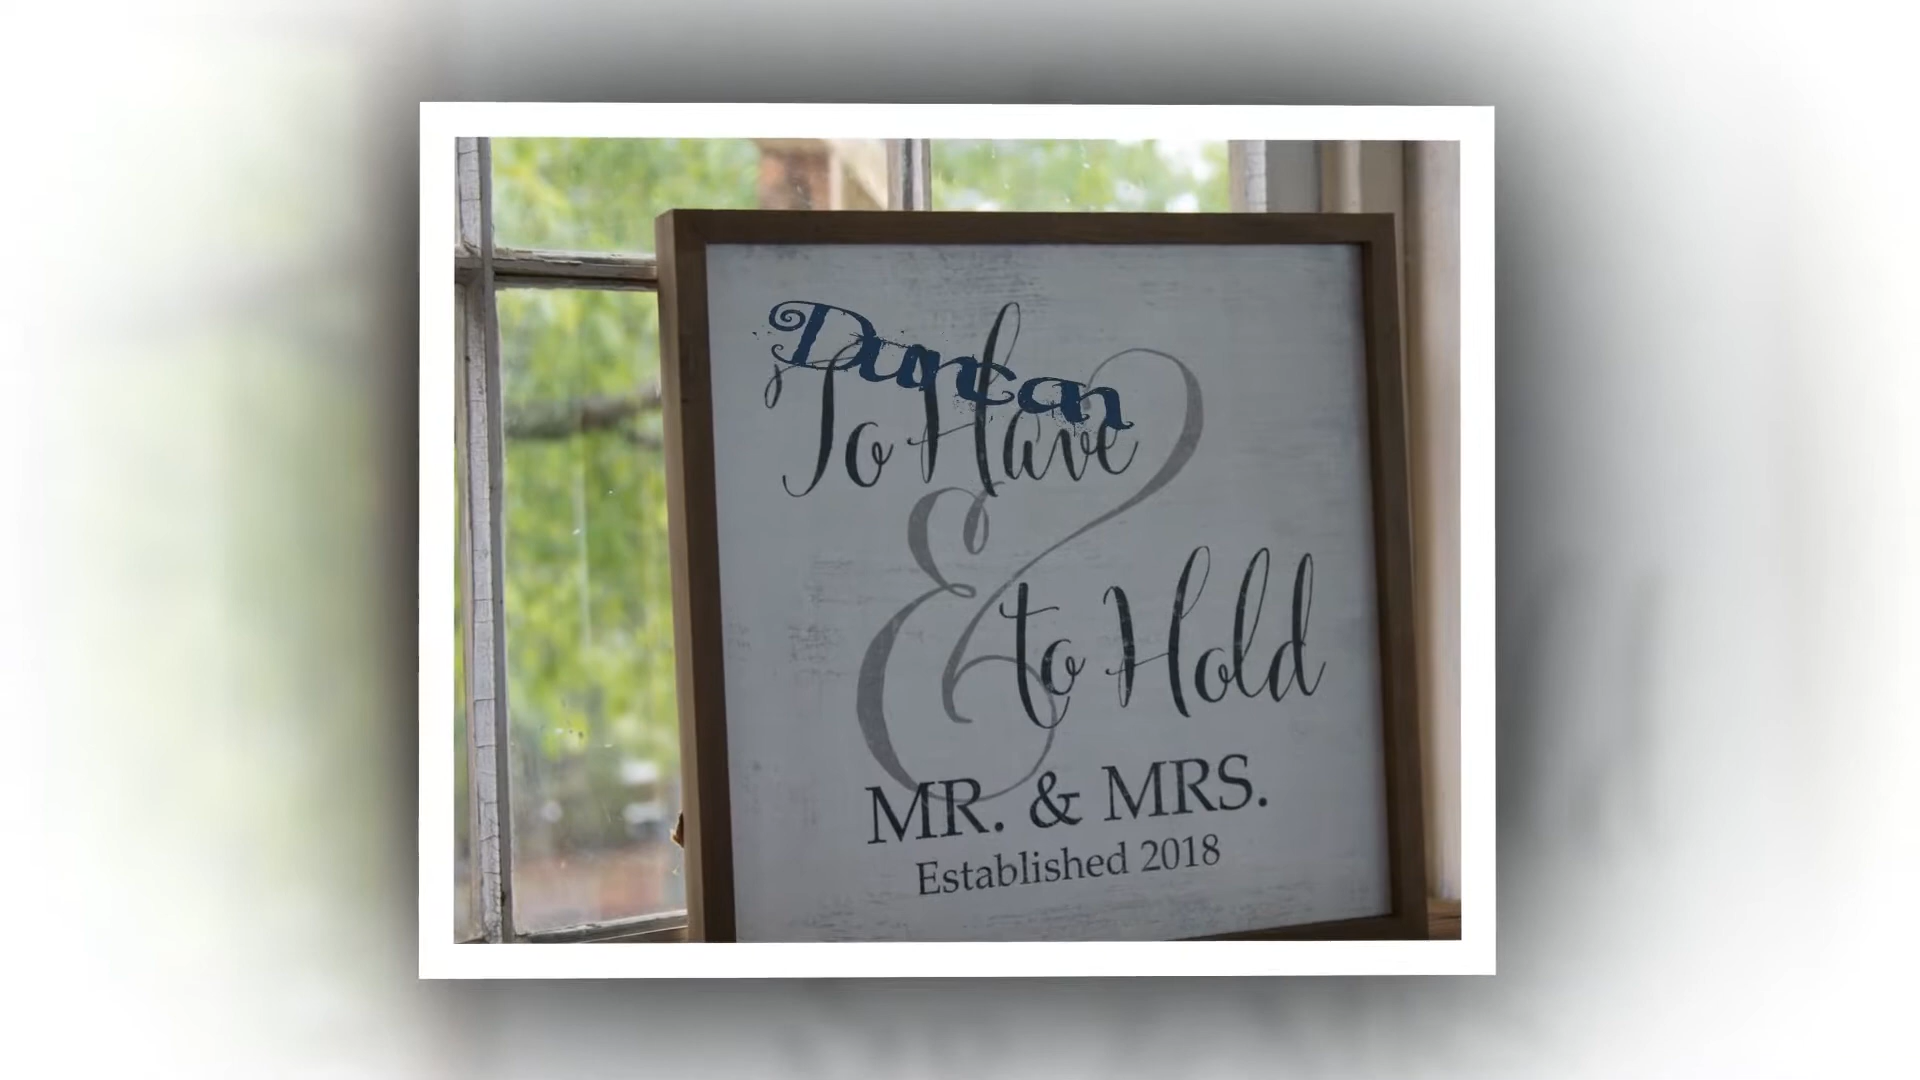 Duncan
To Have
&
to Hold
MR. & MRS.
Established 2018